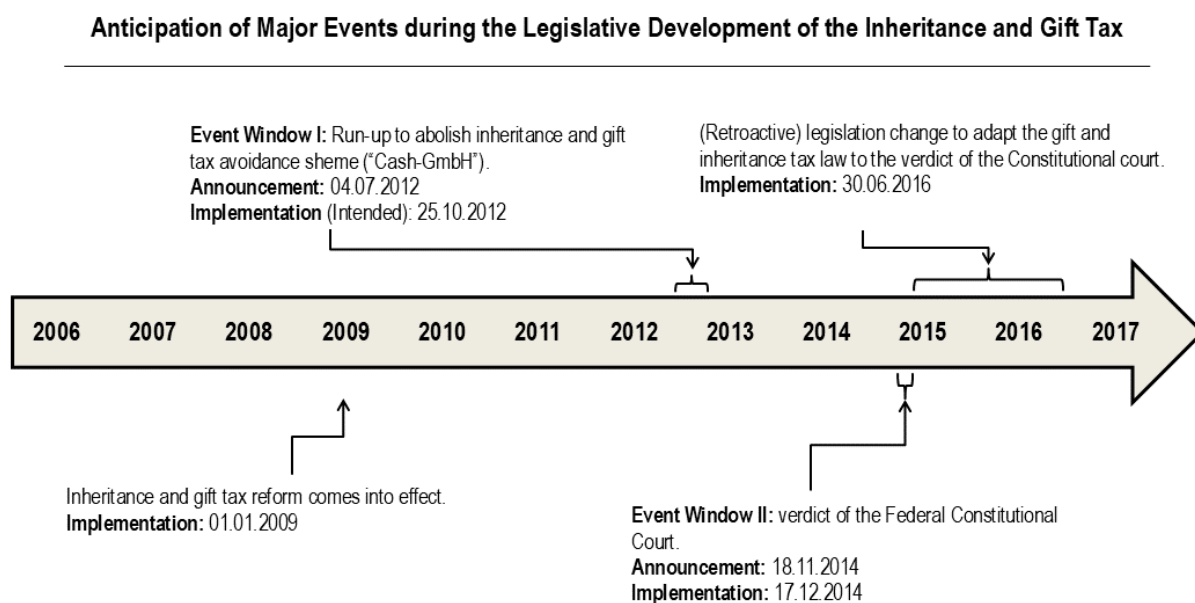 Anticipation of Major Events during the Legislative Development of the Inheritance and Gift Tax
Event Window I: Run-up to abolish inheritance and gift
tax avoidance sheme (“Cash-GmbH”).
Announcement: 04.07.2012
Implementation (Intended): 25.10.2012
(Retroactive) legislation change to adapt the gift and
inheritance tax law to the verdict of the Constitutional court.
Implementation: 30.06.2016
2006 2007 2008 2009 2010 2011 2012 2013 2014 2015 2016 2017
Inheritance and gift tax reform comes into effect.
Implementation: 01.01.2009
Event Window II: verdict of the Federal Constitutional
Court.
Announcement: 18.11.2014
Implementation: 17.12.2014